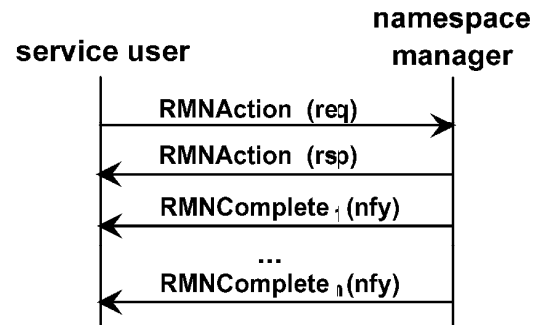 namespace
service user manager
RMNAction (req)
RMNAction (rsp)
RMNComplete 1 (nfy)
...
RMNComplete n (nfy)